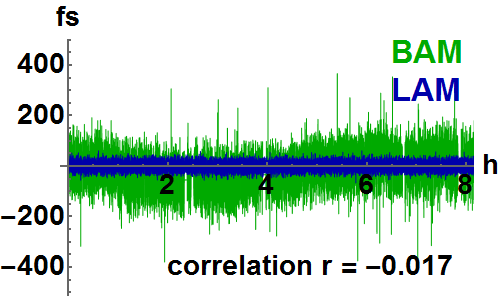 fs
BAM
400
LAM
200
h
2 4 6 8
−200
−400
correlation r = −0.017